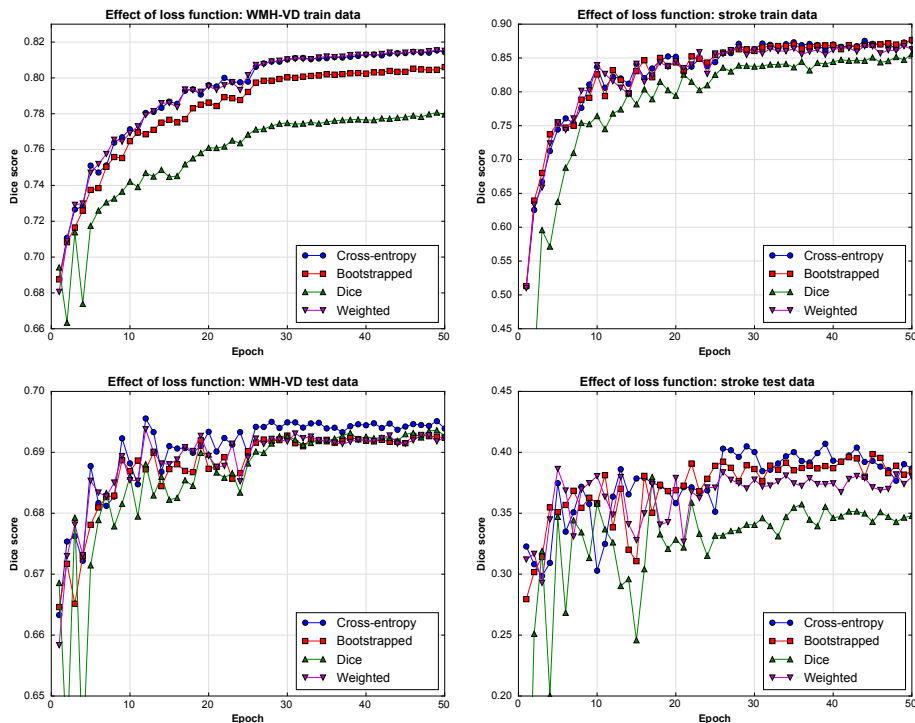 Effect of loss function: WMH-VD train data
Dice score
0.82
0.80
0.78
0.76
0.74
0.72
0.70
0.68
0.66
0 10 20 30 40 50
Epoch
Cross-entropy
Bootstrapped
Dice
Weighted
Effect of loss function: stroke train data
Dice score
0.90
0.85
0.80
0.75
0.70
0.65
0.60
0.55
0.50
0.45
0 10 20 30 40 50
Epoch
Cross-entropy
Bootstrapped
Dice
Weighted
Effect of loss function: WMH-VD test data
Dice score
0.70
0.69
0.68
0.67
0.66
0.65
0 10 20 30 40 50
Epoch
Cross-entropy
Bootstrapped
Dice
Weighted
Effect of loss function: stroke test data
Dice score
0.45
0.40
0.35
0.30
0.25
0.20
0 10 20 30 40 50
Epoch
Cross-entropy
Bootstrapped
Dice
Weighted